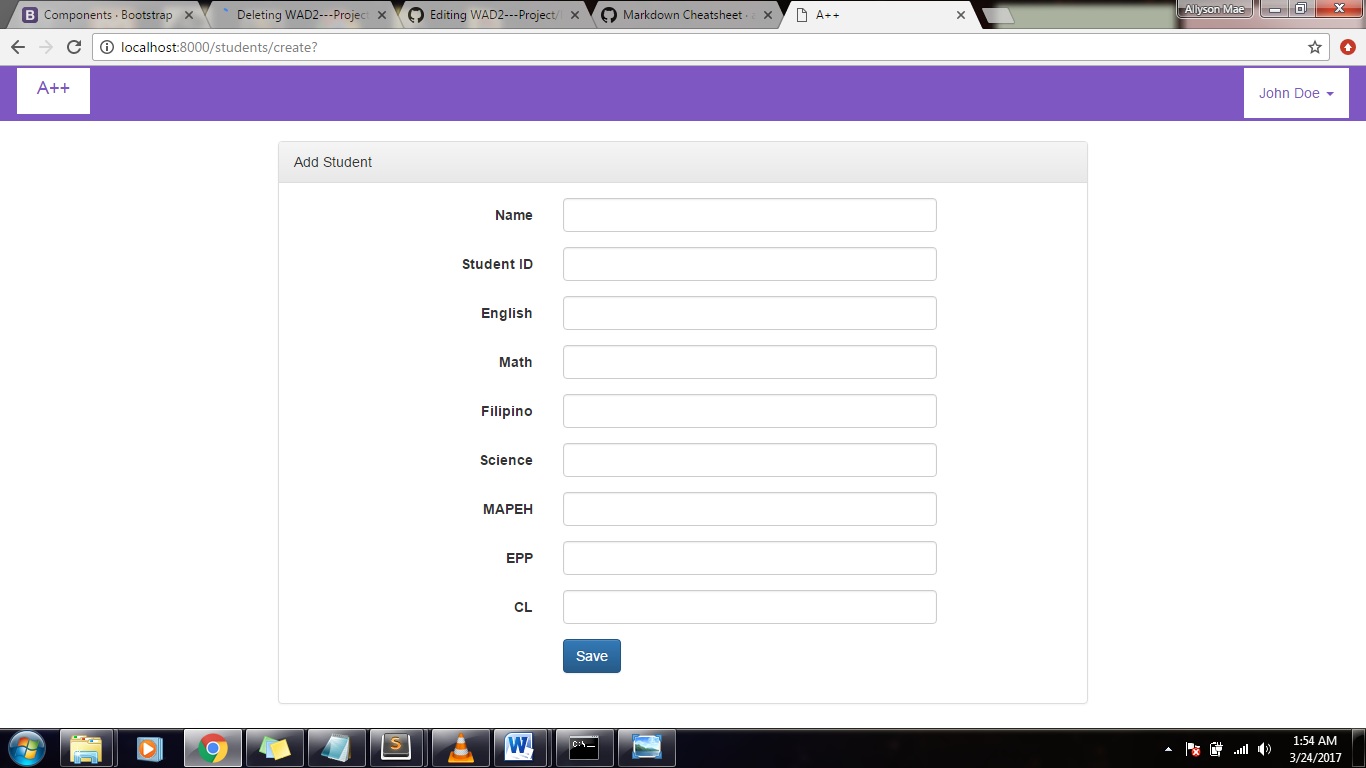 Components › Bootstrap
Deleting WAD2---Project
Editing WAD2---Project/
Markdown Cheatsheet ·
A++
Allyson Mae
localhost:8000/students/create?
A++
John Doe
Add Student
Name
Student ID
English
Math
Filipino
Science
MAPEH
EPP
CL
Save
1:54 AM
3/24/2017